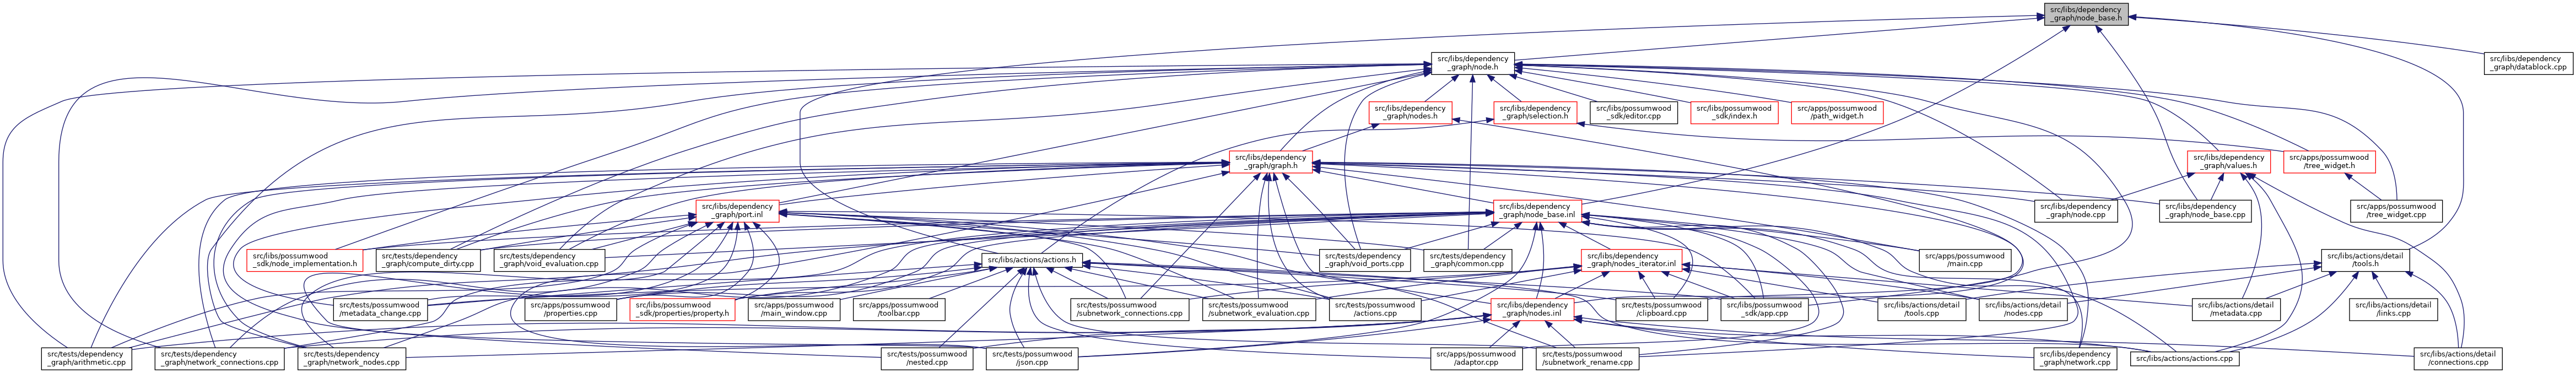 src/libs/dependency
_graph/node_base.h
src/libs/dependency
_graph/node.h
src/libs/dependency
_graph/datablock.cpp
src/libs/dependency
_graph/nodes.h
src/libs/dependency
_graph/selection.h
src/libs/possumwood
_sdk/editor.cpp
src/libs/possumwood
_sdk/index.h
src/apps/possumwood
/path_widget.h
src/libs/dependency
_graph/graph.h
src/libs/dependency
_graph/values.h
src/apps/possumwood
/tree_widget.h
src/libs/dependency
_graph/port.inl
src/libs/dependency
_graph/node_base.inl
src/libs/dependency
_graph/node.cpp
src/libs/dependency
_graph/node_base.cpp
src/apps/possumwood
/tree_widget.cpp
src/libs/possumwood
_sdk/node_implementation.h
src/tests/dependency
_graph/compute_dirty.cpp
src/tests/dependency
_graph/void_evaluation.cpp
src/libs/actions/actions.h
src/tests/dependency
_graph/void_ports.cpp
src/tests/dependency
_graph/common.cpp
src/libs/dependency
_graph/nodes_iterator.inl
src/apps/possumwood
/main.cpp
src/libs/actions/detail
/tools.h
src/tests/possumwood
/metadata_change.cpp
src/apps/possumwood
/properties.cpp
src/libs/possumwood
_sdk/properties/property.h
src/apps/possumwood
/main_window.cpp
src/apps/possumwood
/toolbar.cpp
src/tests/possumwood
/subnetwork_connections.cpp
src/tests/possumwood
/subnetwork_evaluation.cpp
src/tests/possumwood
/actions.cpp
src/libs/dependency
_graph/nodes.inl
src/tests/possumwood
/clipboard.cpp
src/libs/possumwood
_sdk/app.cpp
src/libs/actions/detail
/tools.cpp
src/libs/actions/detail
/nodes.cpp
src/libs/actions/detail
/metadata.cpp
src/libs/actions/detail
/links.cpp
src/tests/dependency
_graph/arithmetic.cpp
src/tests/dependency
_graph/network_connections.cpp
src/tests/dependency
_graph/network_nodes.cpp
src/tests/possumwood
/nested.cpp
src/tests/possumwood
/json.cpp
src/apps/possumwood
/adaptor.cpp
src/tests/possumwood
/subnetwork_rename.cpp
src/libs/dependency
_graph/network.cpp
src/libs/actions/actions.cpp
src/libs/actions/detail
/connections.cpp